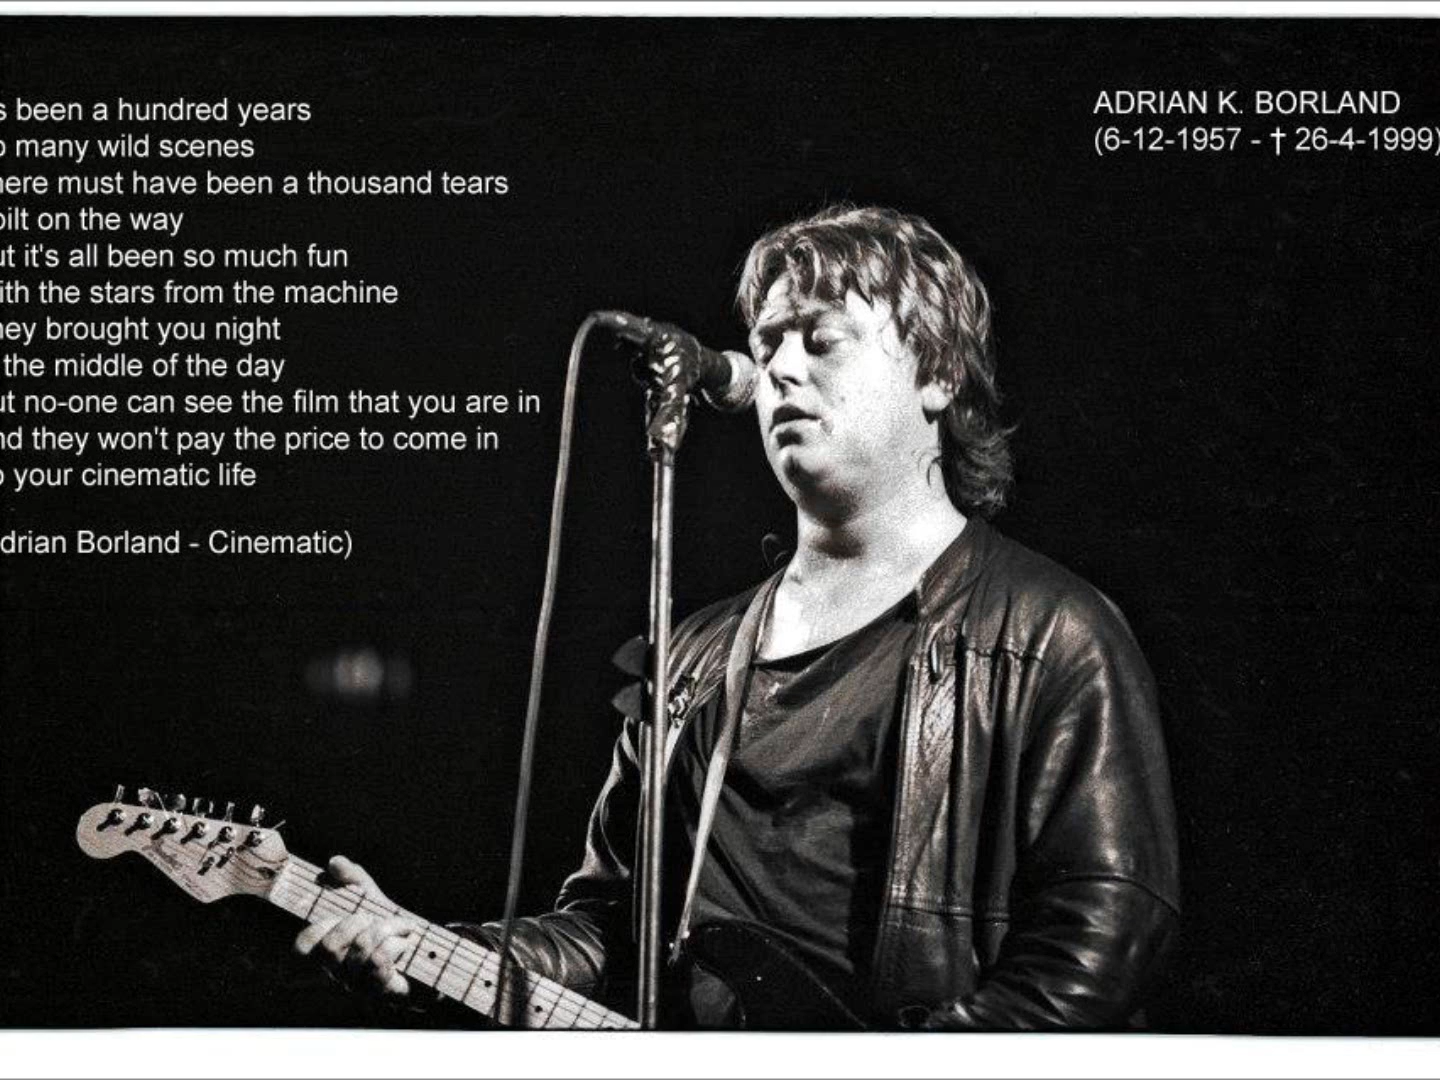 s been a hundred years
o many wild scenes
here must have been a thousand tears
pilt on the way
ut it's all been so much fun
ith the stars from the machine
hey brought you night
the middle of the day
ut no-one can see the film that you are in
nd they won't pay the price to come in
o your cinematic life
drian Borland - Cinematic)
ADRIAN K. BORLAND
(6-12-1957 - † 26-4-1999)